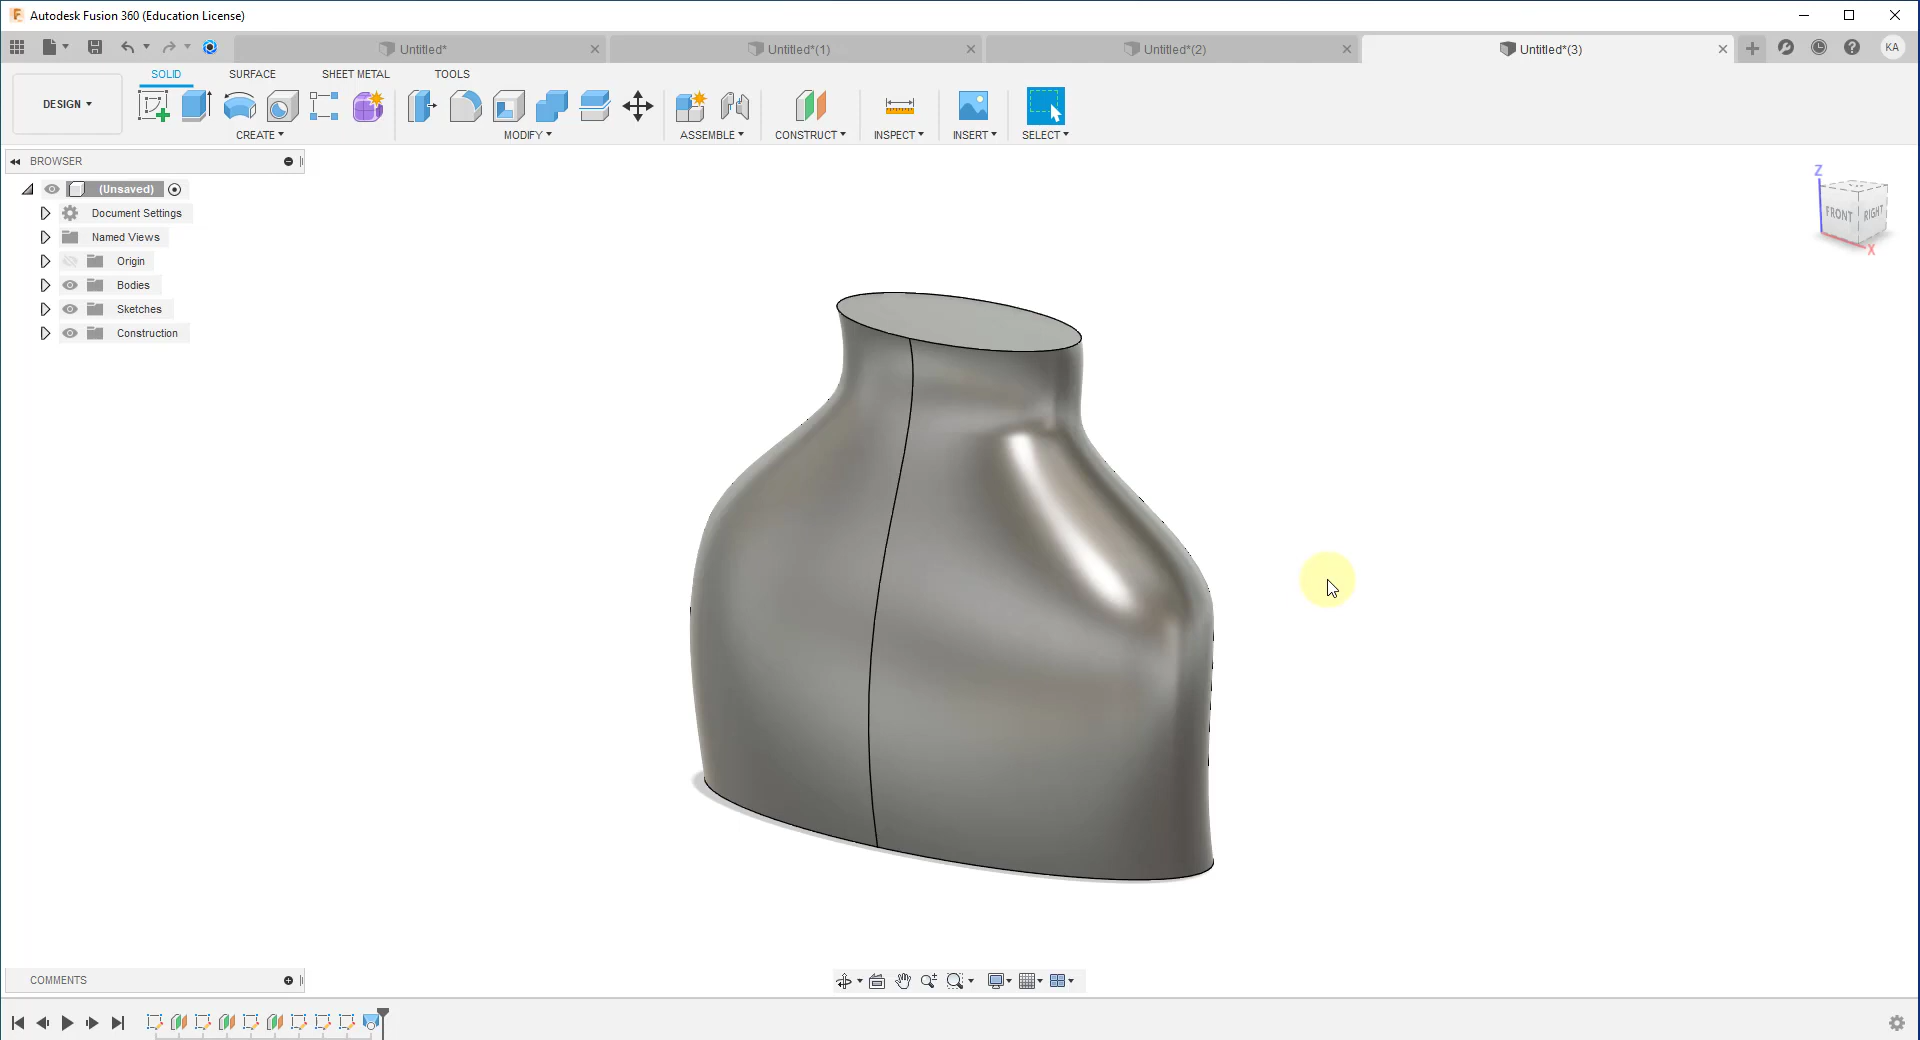 Autodesk Fusion 360 (Education License)
Untitled*
Untitled*(1)
Untitled*(2)
Untitled*(3)
KA
SOLID
SURFACE
SHEET METAL
TOOLS
DESIGN
CREATE
MODIFY
ASSEMBLE
CONSTRUCT
INSPECT
INSERT
SELECT
BROWSER
(Unsaved)
Document Settings
Named Views
Origin
Bodies
Sketches
Construction
Z
FRONT
RIGHT
X
COMMENTS